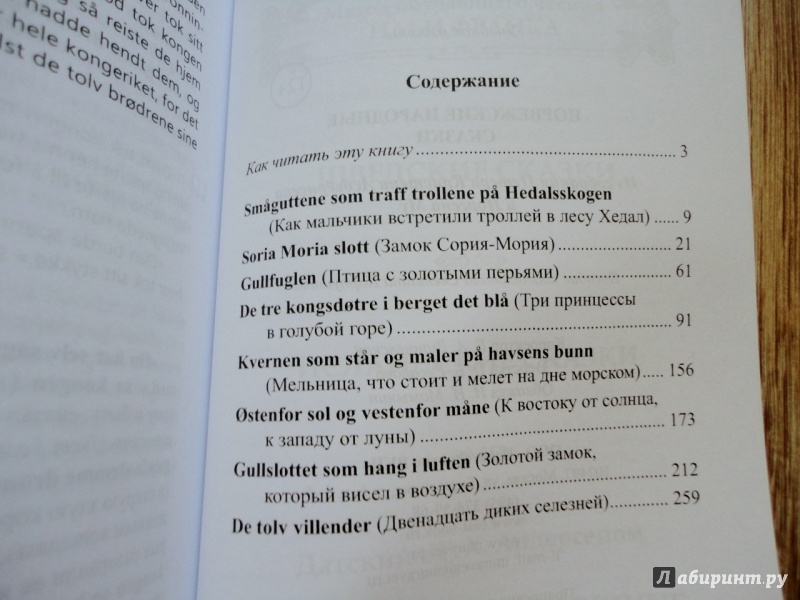 tok sitt
tok kongen
så reiste de hjem
hadde hendt dem, og
hele kongeriket, for det
de tolv brødrene sine
Содержание
Как читать эту книгу 3
Småguttene som traff trollene på Hedalsskogen
(Как мальчики встретили троллей в лесу Хедал) 9
Soria Moria slott (Замок Сория-Мория) 21
Gullfuglen (Птица с золотыми перьями) 61
De tre kongsdøtre i berget det blå (Три принцессы
в голубой горе) 91
Kvernen som står og maler på havsens bunn
(Мельница, что стоит и мелет на дне морском) 156
Østenfor sol og vestenfor måne (К востоку от солнца,
к западу от луны) 173
Gullslottet som hang i luften (Золотой замок,
который висел в воздухе) 212
De tolv villender (Двенадцать диких селезней) 259
Лабиринт.ру